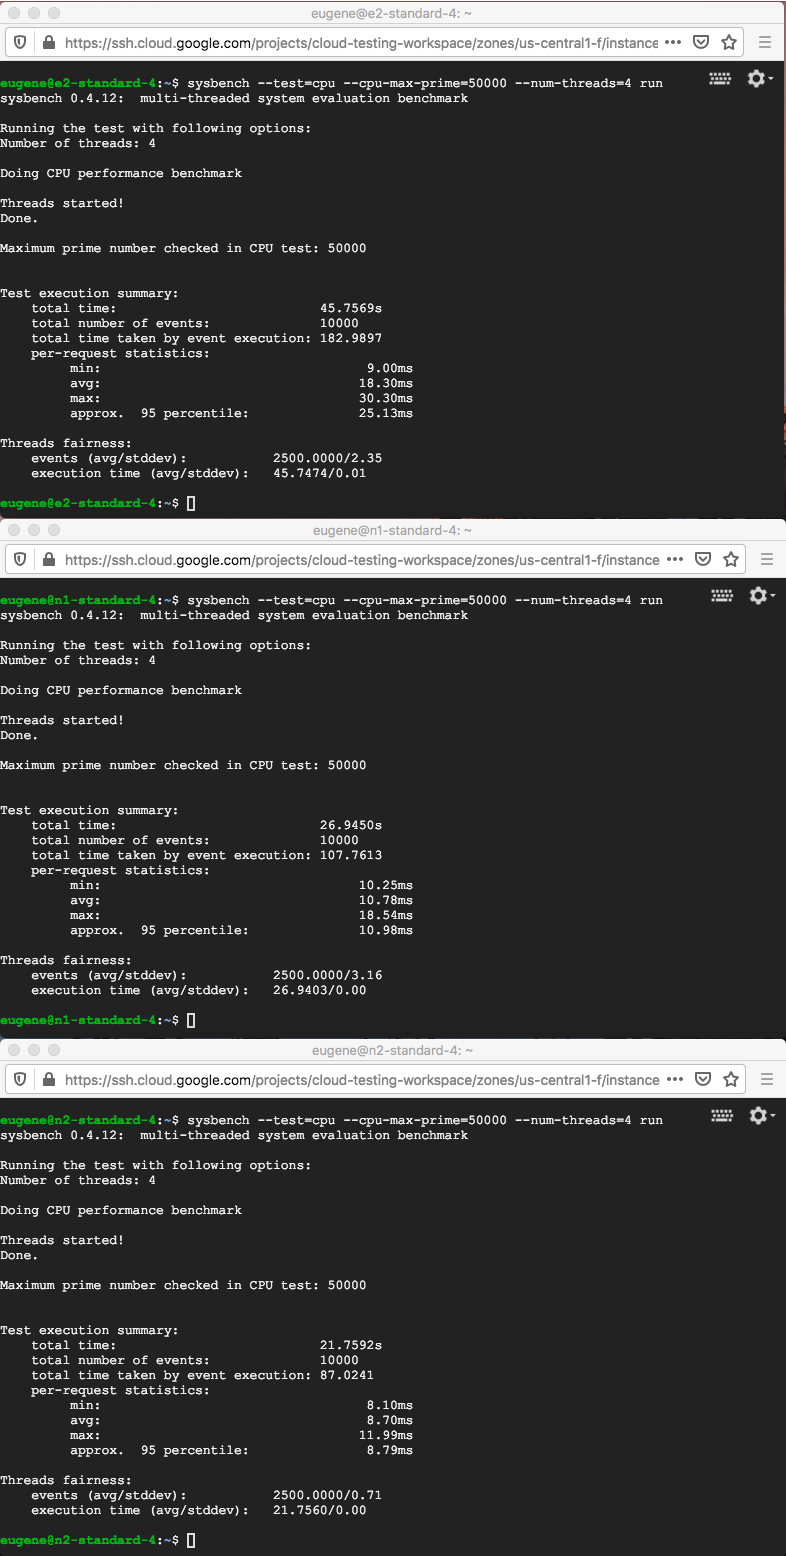 eugene@e2-standard-4: ~
https://ssh.cloud.google.com/projects/cloud-testing-workspace/zones/us-central1-f/instance
eugene@e2-standard-4:~$ sysbench --test=cpu --cpu-max-prime=50000 --num-threads=4 run
sysbench 0.4.12:  multi-threaded system evaluation benchmark
Running the test with following options:
Number of threads: 4
Doing CPU performance benchmark
Threads started!
Done.
Maximum prime number checked in CPU test: 50000
Test execution summary:
total time: 45.7569s
total number of events: 10000
total time taken by event execution: 182.9897
per-request statistics:
min: 9.00ms
avg: 18.30ms
max: 30.30ms
approx.  95 percentile: 25.13ms
Threads fairness:
events (avg/stddev): 2500.0000/2.35
execution time (avg/stddev): 45.7474/0.01
eugene@e2-standard-4:~$
eugene@n1-standard-4: ~
https://ssh.cloud.google.com/projects/cloud-testing-workspace/zones/us-central1-f/instance
eugene@n1-standard-4:~$ sysbench --test=cpu --cpu-max-prime=50000 --num-threads=4 run
sysbench 0.4.12:  multi-threaded system evaluation benchmark
Running the test with following options:
Number of threads: 4
Doing CPU performance benchmark
Threads started!
Done.
Maximum prime number checked in CPU test: 50000
Test execution summary:
total time: 26.9450s
total number of events: 10000
total time taken by event execution: 107.7613
per-request statistics:
min: 10.25ms
avg: 10.78ms
max: 18.54ms
approx.  95 percentile: 10.98ms
Threads fairness:
events (avg/stddev): 2500.0000/3.16
execution time (avg/stddev): 26.9403/0.00
eugene@n1-standard-4:~$
eugene@n2-standard-4: ~
https://ssh.cloud.google.com/projects/cloud-testing-workspace/zones/us-central1-f/instance
eugene@n2-standard-4:~$ sysbench --test=cpu --cpu-max-prime=50000 --num-threads=4 run
sysbench 0.4.12:  multi-threaded system evaluation benchmark
Running the test with following options:
Number of threads: 4
Doing CPU performance benchmark
Threads started!
Done.
Maximum prime number checked in CPU test: 50000
Test execution summary:
total time: 21.7592s
total number of events: 10000
total time taken by event execution: 87.0241
per-request statistics:
min: 8.10ms
avg: 8.70ms
max: 11.99ms
approx.  95 percentile: 8.79ms
Threads fairness:
events (avg/stddev): 2500.0000/0.71
execution time (avg/stddev): 21.7560/0.00
eugene@n2-standard-4:~$